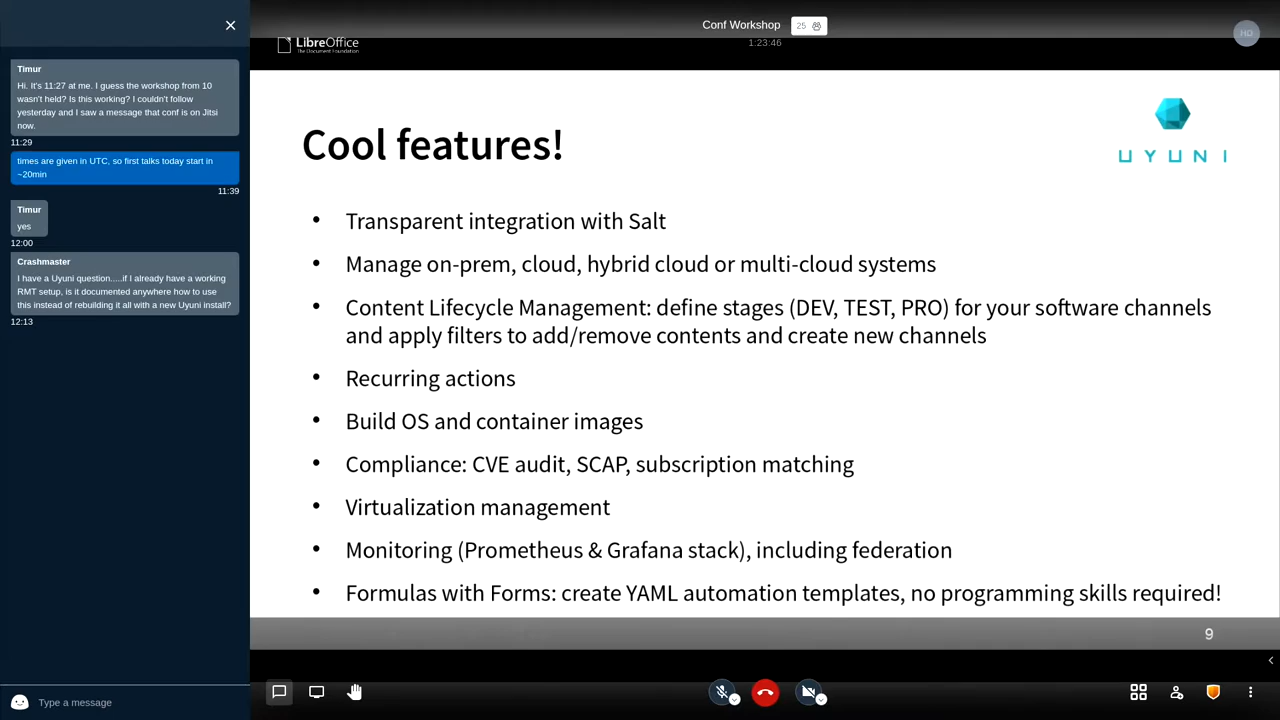 Timur
Hi. It's 11:27 at me. I guess the workshop from 10
wasn't held? Is this working? I couldn't follow
yesterday and I saw a message that conf is on Jitsi
now.
11:29
times are given in UTC, so first talks today start in
~20min
11:39
Timur
yes
12:00
Crashmaster
I have a Uyuni question.....if I already have a working
RMT setup, is it documented anywhere how to use
this instead of rebuilding it all with a new Uyuni install?
12:13
Type a message
Conf Workshop
25
1:23:46
HD
LibreOffice
The Document Foundation
UYUNI
Cool features!
• Transparent integration with Salt
• Manage on-prem, cloud, hybrid cloud or multi-cloud systems
• Content Lifecycle Management: define stages (DEV, TEST, PRO) for your software channels
and apply filters to add/remove contents and create new channels
• Recurring actions
• Build OS and container images
• Compliance: CVE audit, SCAP, subscription matching
• Virtualization management
• Monitoring (Prometheus & Grafana stack), including federation
• Formulas with Forms: create YAML automation templates, no programming skills required!
9